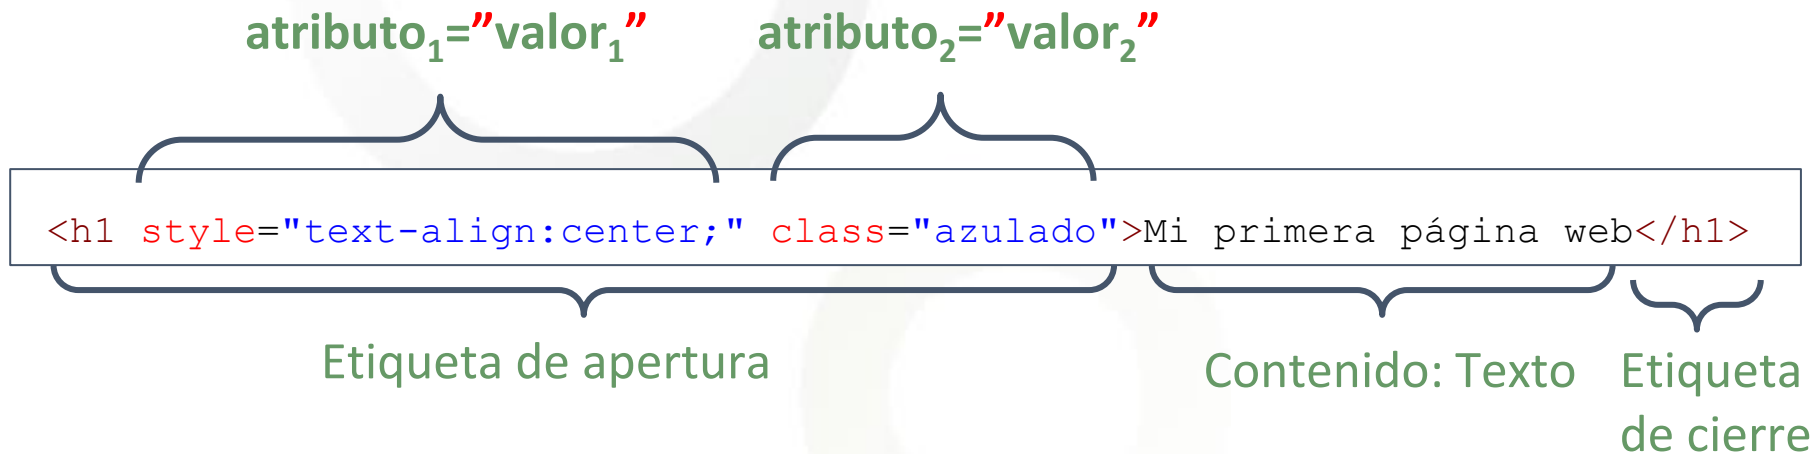 atributo₁=”valor₁” atributo₂=”valor₂”
<h1 style="text-align:center;" class="azulado">Mi primera página web</h1>
Etiqueta de apertura
Contenido: Texto
Etiqueta
de cierre